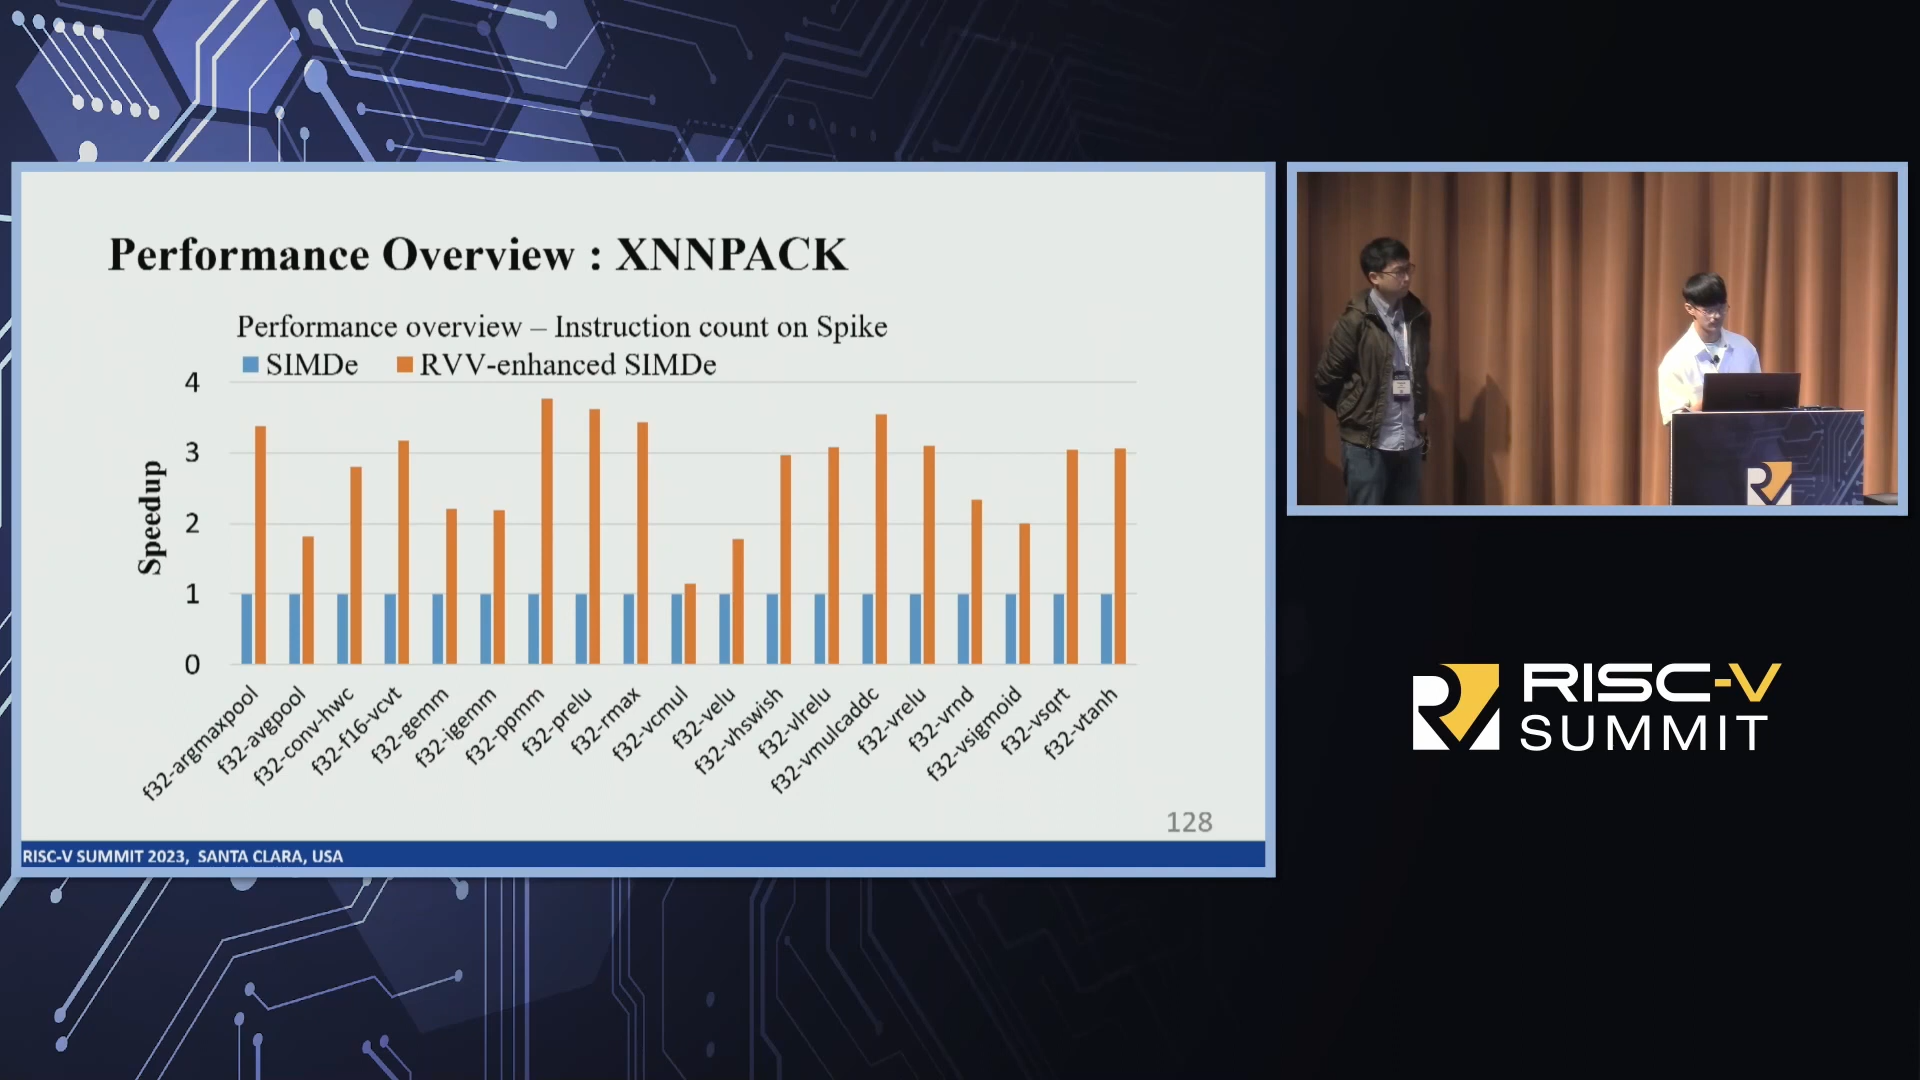 Performance Overview : XNNPACK
Performance overview – Instruction count on Spike
SIMDe RVV-enhanced SIMDe
4
3
2
1
0
Speedup
f32-argmaxpool
f32-avgpool
f32-conv-hwc
f32-f16-vcvt
f32-gemm
f32-igemm
f32-ppmm
f32-prelu
f32-rmax
f32-vcmul
f32-velu
f32-vhswish
f32-vlrelu
f32-vmulcaddc
f32-vrelu
f32-vrnd
f32-vsigmoid
f32-vsqrt
f32-vtanh
128
RISC-V SUMMIT 2023, SANTA CLARA, USA
RISC-V
SUMMIT